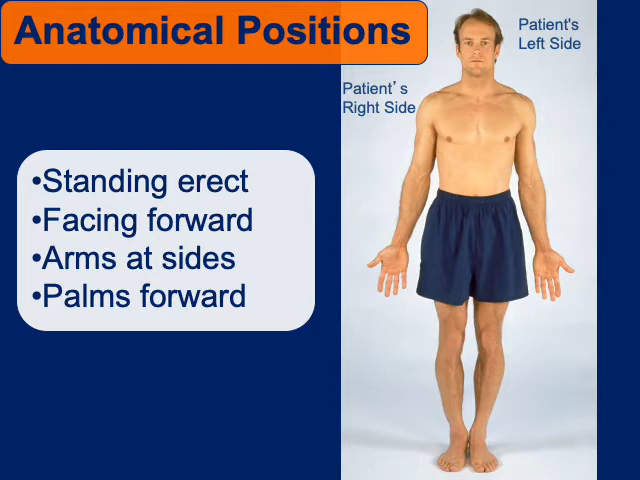 Anatomical Positions
Patient's
Left Side
Patient’s
Right Side
•Standing erect
•Facing forward
•Arms at sides
•Palms forward